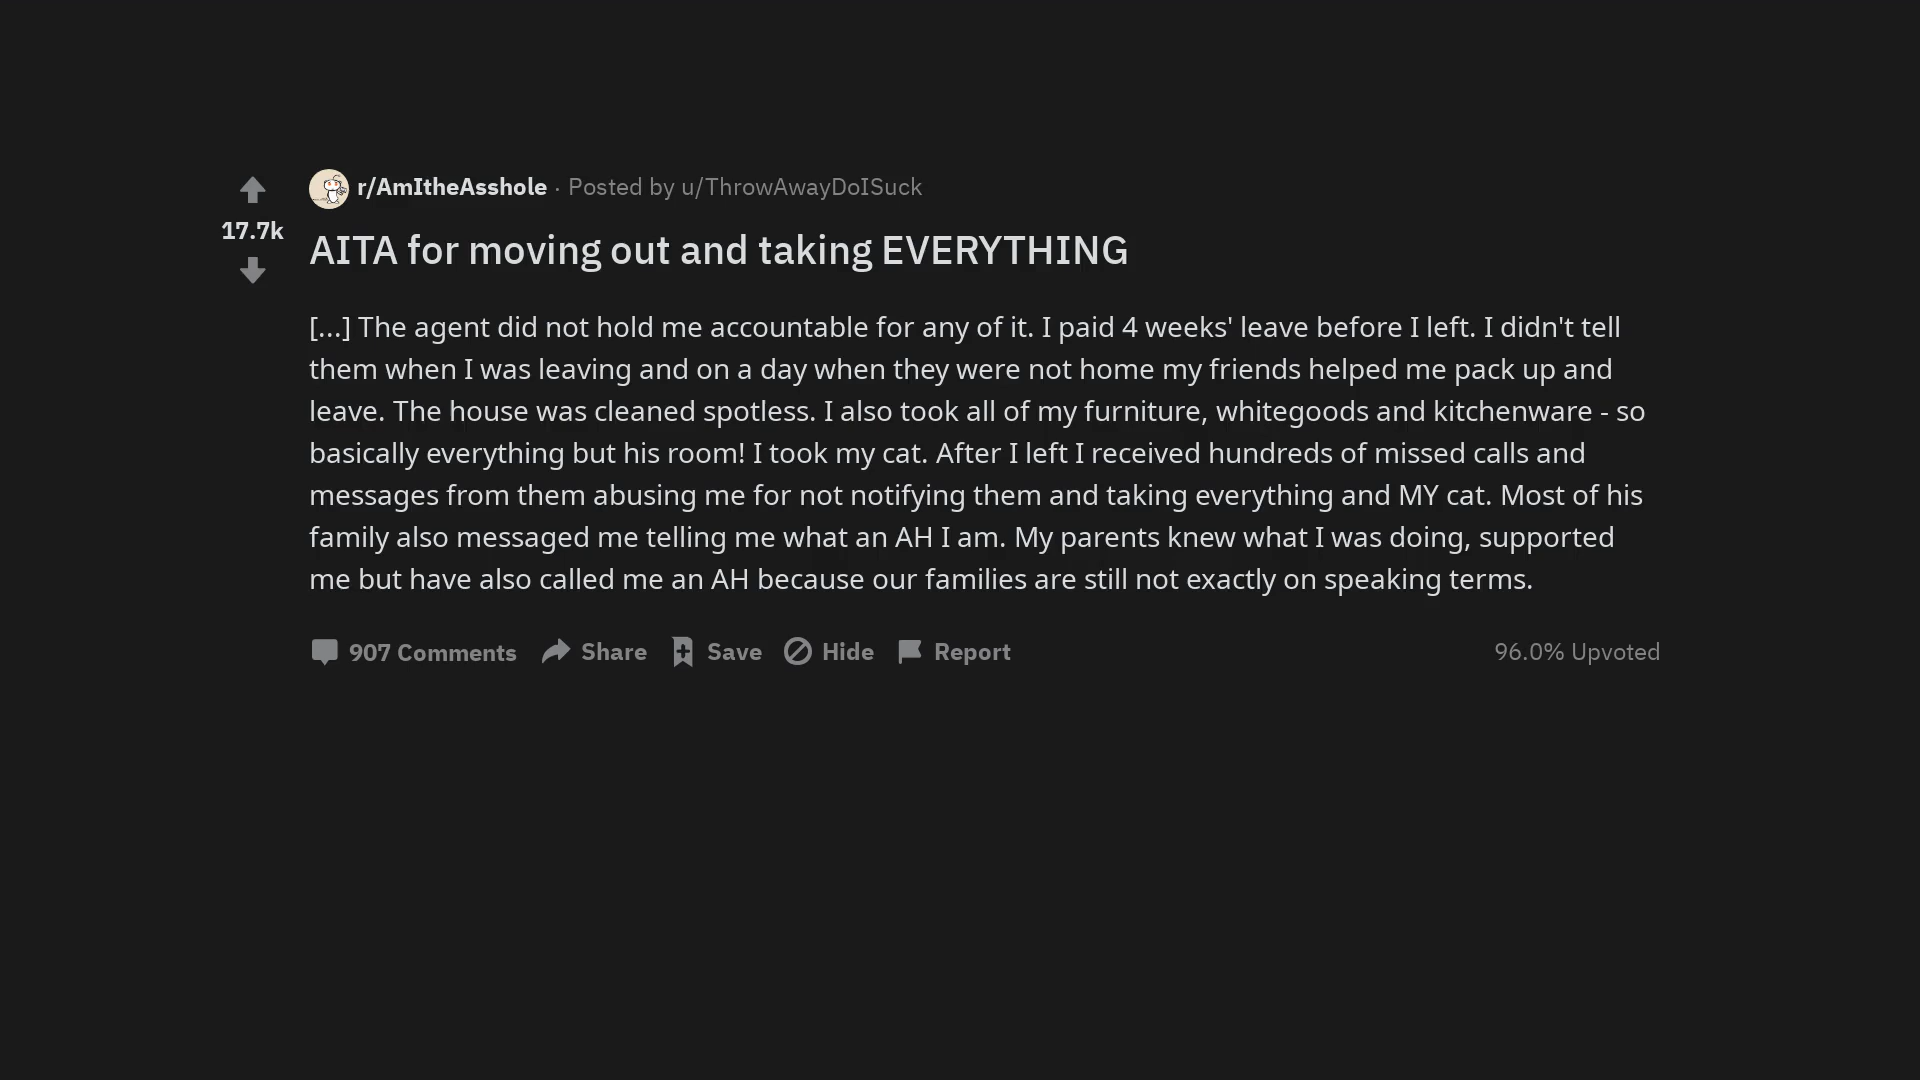 r/AmItheAsshole · Posted by u/ThrowAwayDoISuck
17.7k
AITA for moving out and taking EVERYTHING
[...] The agent did not hold me accountable for any of it. I paid 4 weeks' leave before I left. I didn't tell
them when I was leaving and on a day when they were not home my friends helped me pack up and
leave. The house was cleaned spotless. I also took all of my furniture, whitegoods and kitchenware - so
basically everything but his room! I took my cat. After I left I received hundreds of missed calls and
messages from them abusing me for not notifying them and taking everything and MY cat. Most of his
family also messaged me telling me what an AH I am. My parents knew what I was doing, supported
me but have also called me an AH because our families are still not exactly on speaking terms.
907 Comments Share Save Hide Report 96.0% Upvoted